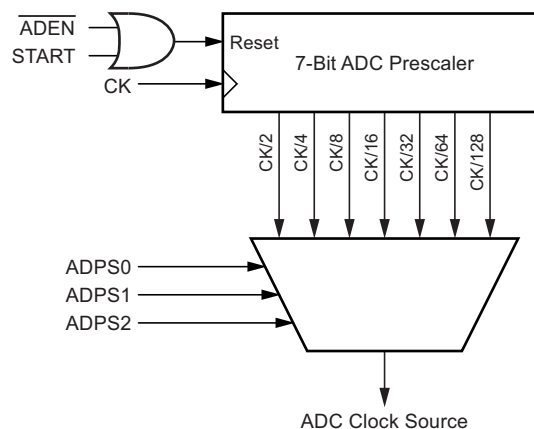 ADEN
START
Reset
7-Bit ADC Prescaler
CK
CK/2
CK/4
CK/8
CK/16
CK/32
CK/64
CK/128
ADPS0
ADPS1
ADPS2
ADC Clock Source